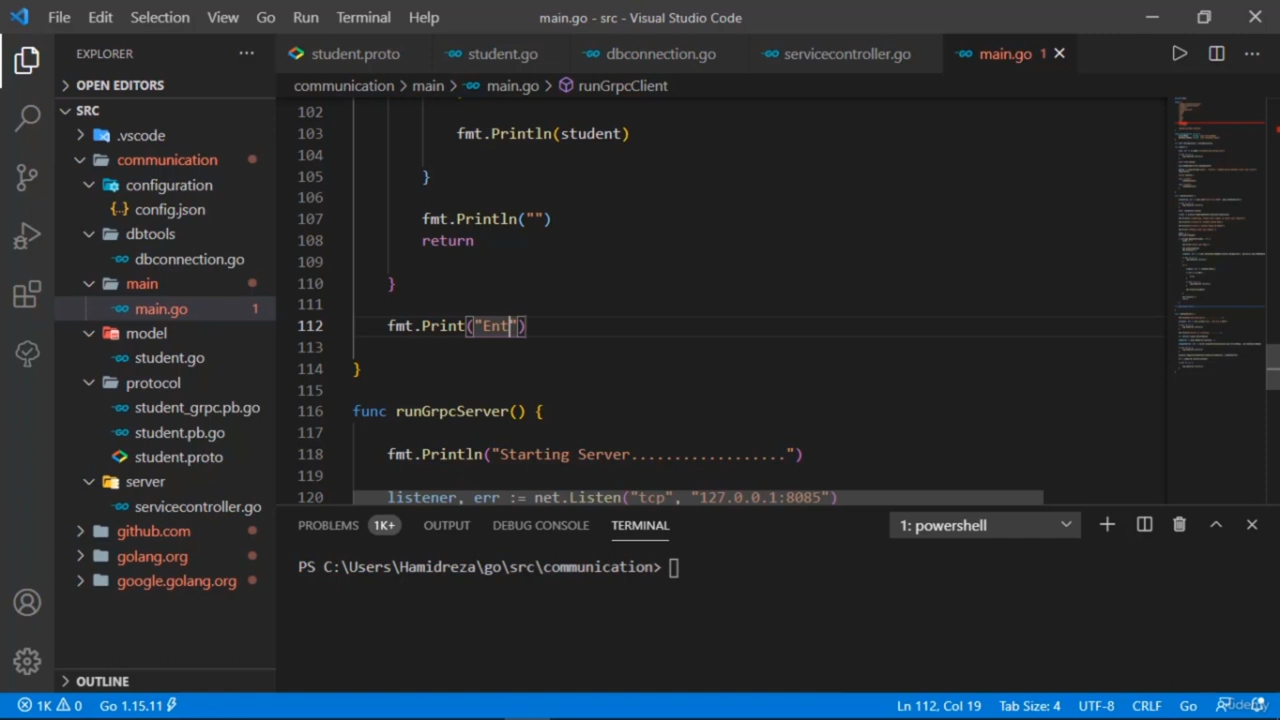 File Edit Selection View Go Run Terminal Help
main.go - src - Visual Studio Code
EXPLORER
student.proto
student.go
dbconnection.go
servicecontroller.go
main.go 1
OPEN EDITORS
communication > main > main.go > runGrpcClient
SRC
.vscode
communication
configuration
config.json
dbtools
dbconnection.go
main
main.go 1
model
student.go
protocol
student_grpc.pb.go
student.pb.go
student.proto
server
servicecontroller.go
github.com
golang.org
google.golang.org
OUTLINE
102
103 fmt.Println(student)
104
105 }
106
107 fmt.Println("")
108 return
109
110 }
111
112 fmt.Print("Ent")
113
114 }
115
116 func runGrpcServer() {
117
118 fmt.Println("Starting Server..................")
119
120 listener, err := net.Listen("tcp", "127.0.0.1:8085")
PROBLEMS 1K+ OUTPUT DEBUG CONSOLE TERMINAL 1: powershell
PS C:\Users\Hamidreza\go\src\communication>
1K 0 Go 1.15.11 Ln 112, Col 19 Tab Size: 4 UTF-8 CRLF Go